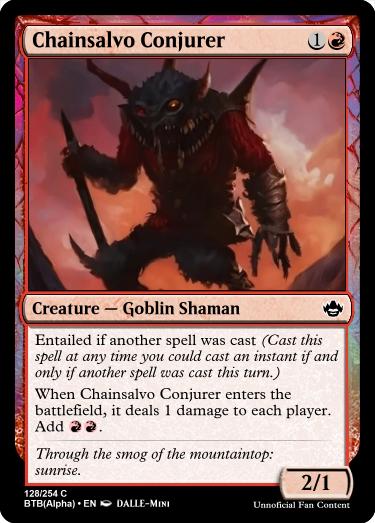 Chainsalvo Conjurer 1
Creature — Goblin Shaman
Entailed if another spell was cast (Cast this
spell at any time you could cast an instant if and
only if another spell was cast this turn.)
When Chainsalvo Conjurer enters the
battlefield, it deals 1 damage to each player.
Add .
Through the smog of the mountaintop:
sunrise.
2/1
128/254 C
BTB(Alpha) • EN DALLE-Mini
Unnoficial Fan Content